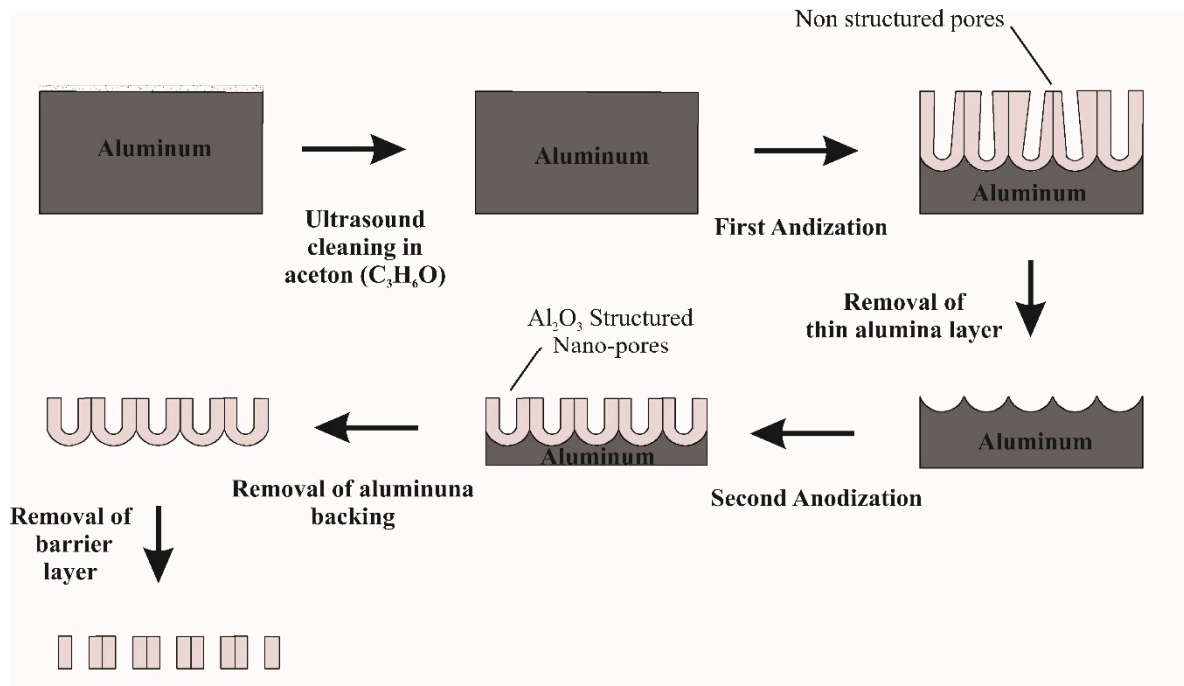 Non structured pores
Aluminum
Aluminum
Aluminum
Ultrasound
cleaning in
aceton (C₃H₆O)
First Andization
Removal of
thin alumina layer
Al₂O₃ Structured
Nano-pores
Aluminum
Aluminum
Removal of aluminuna
backing
Second Anodization
Removal of
barrier
layer